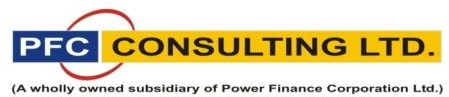 PFC CONSULTING LTD.
(A wholly owned subsidiary of Power Finance Corporation Ltd.)